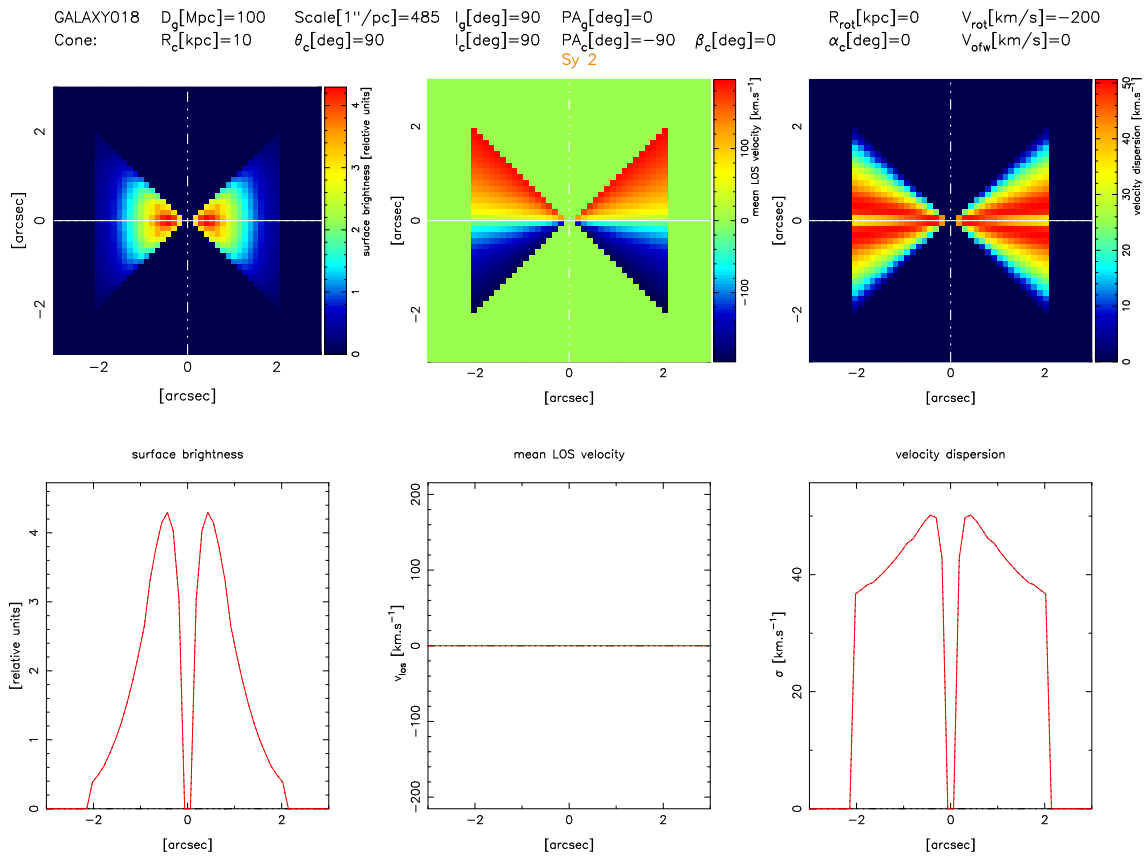 GALAXY018 D_g[Mpc]=100 Scale[1''/pc]=485 I_g[deg]=90 PA_g[deg]=0 R_rot[kpc]=0 V_rot[km/s]=−200
Cone: R_c[kpc]=10 θ_c[deg]=90 I_c[deg]=90 PA_c[deg]=−90 β_c[deg]=0 α_c[deg]=0 V_ofw[km/s]=0
Sy 2
[arcsec]
2
0
−2
−2 0 2
[arcsec]
0 1 2 3 4
surface brightness [relative units]
[arcsec]
2
0
−2
−2 0 2
[arcsec]
−100 0 100
mean LOS velocity [km.s⁻¹]
[arcsec]
2
0
−2
−2 0 2
[arcsec]
0 10 20 30 40 50
velocity dispersion [km.s⁻¹]
surface brightness
[relative units]
0 1 2 3 4
−2 0 2
[arcsec]
mean LOS velocity
v_los [km.s⁻¹]
−200 −100 0 100 200
−2 0 2
[arcsec]
velocity dispersion
σ [km.s⁻¹]
0 20 40
−2 0 2
[arcsec]